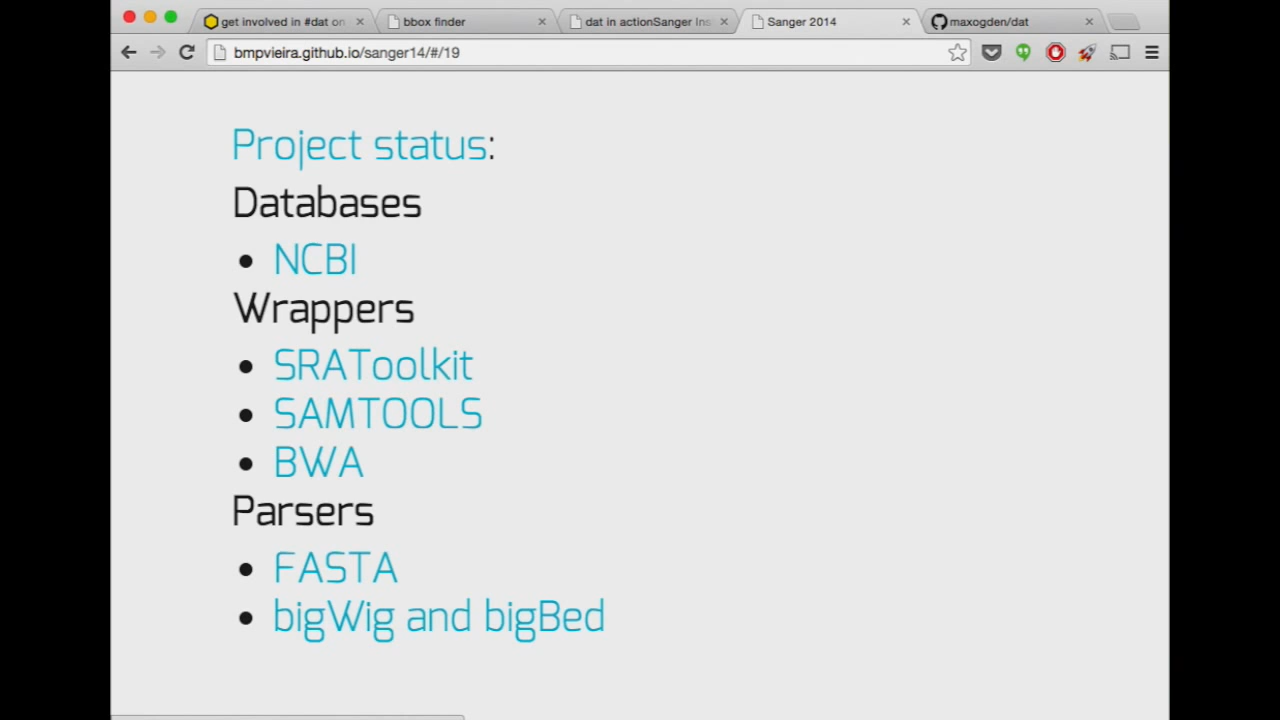 get involved in #dat on
bbox finder
dat in actionSanger Ins
Sanger 2014
maxogden/dat
bmpvieira.github.io/sanger14/#/19
Project status:
Databases
• NCBI
Wrappers
• SRAToolkit
• SAMTOOLS
• BWA
Parsers
• FASTA
• bigWig and bigBed